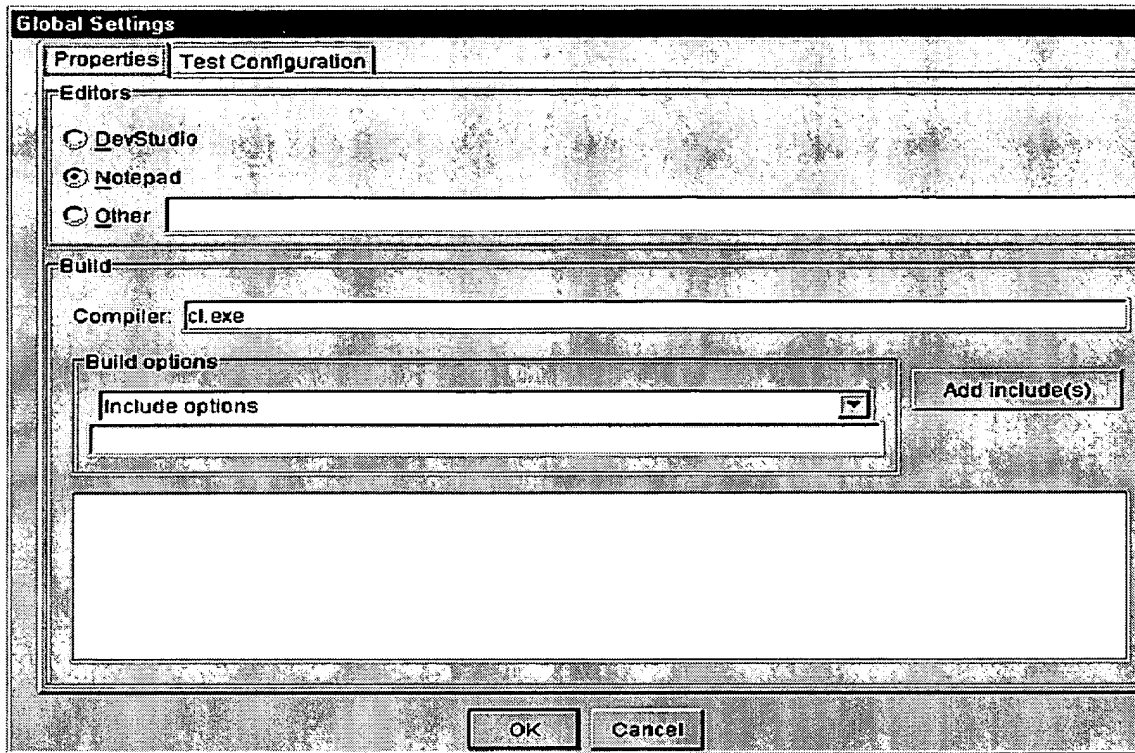 Global Settings
Properties Test Configuration
Editors
DevStudio
Notepad
Other
Build
Compiler: cl.exe
Build options
Include options
Add include(s)
OK Cancel